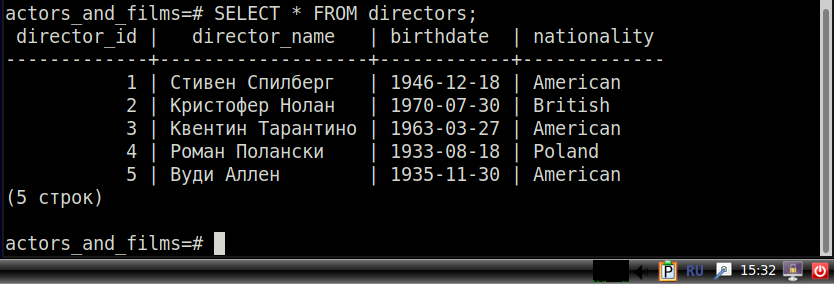 actors_and_films=# SELECT * FROM directors;
 director_id |   director_name   | birthdate  | nationality
-------------+-------------------+------------+-------------
           1 | Стивен Спилберг   | 1946-12-18 | American
           2 | Кристофер Нолан   | 1970-07-30 | British
           3 | Квентин Тарантино | 1963-03-27 | American
           4 | Роман Полански    | 1933-08-18 | Poland
           5 | Вуди Аллен        | 1935-11-30 | American
(5 строк)
actors_and_films=#
P RU 15:32